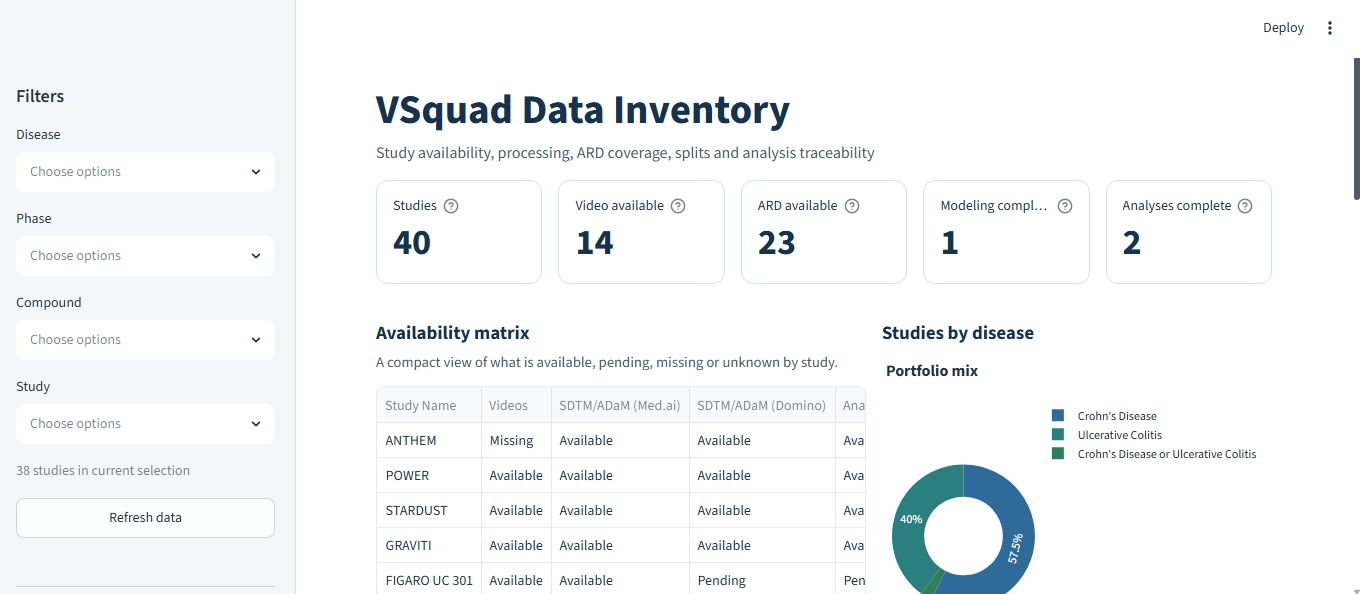 Deploy
Filters
Disease
Choose options
Phase
Choose options
Compound
Choose options
Study
Choose options
38 studies in current selection
Refresh data
VSquad Data Inventory
Study availability, processing, ARD coverage, splits and analysis traceability
Studies
40
Video available
14
ARD available
23
Modeling compl...
1
Analyses complete
2
Availability matrix
A compact view of what is available, pending, missing or unknown by study.
Study Name Videos SDTM/ADaM (Med.ai) SDTM/ADaM (Domino) Ana
ANTHEM Missing Available Available Ava
POWER Available Available Available Ava
STARDUST Available Available Available Ava
GRAVITI Available Available Available Ava
FIGARO UC 301 Available Available Pending Pen
Studies by disease
Portfolio mix
Crohn's Disease
Ulcerative Colitis
Crohn's Disease or Ulcerative Colitis
40%
57.5%